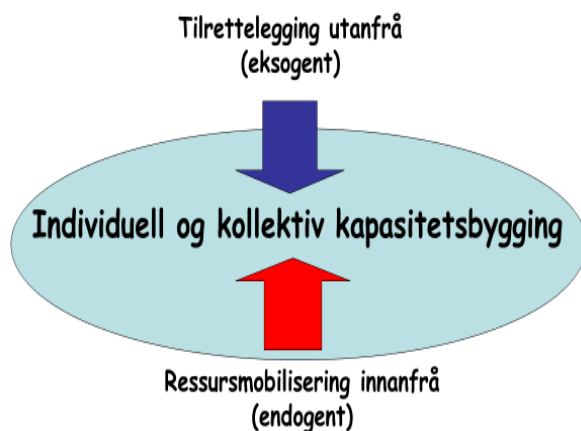 Tilrettelegging utanfrå
(eksogent)
Individuell og kollektiv kapasitetsbygging
Ressursmobilisering innanfrå
(endogent)